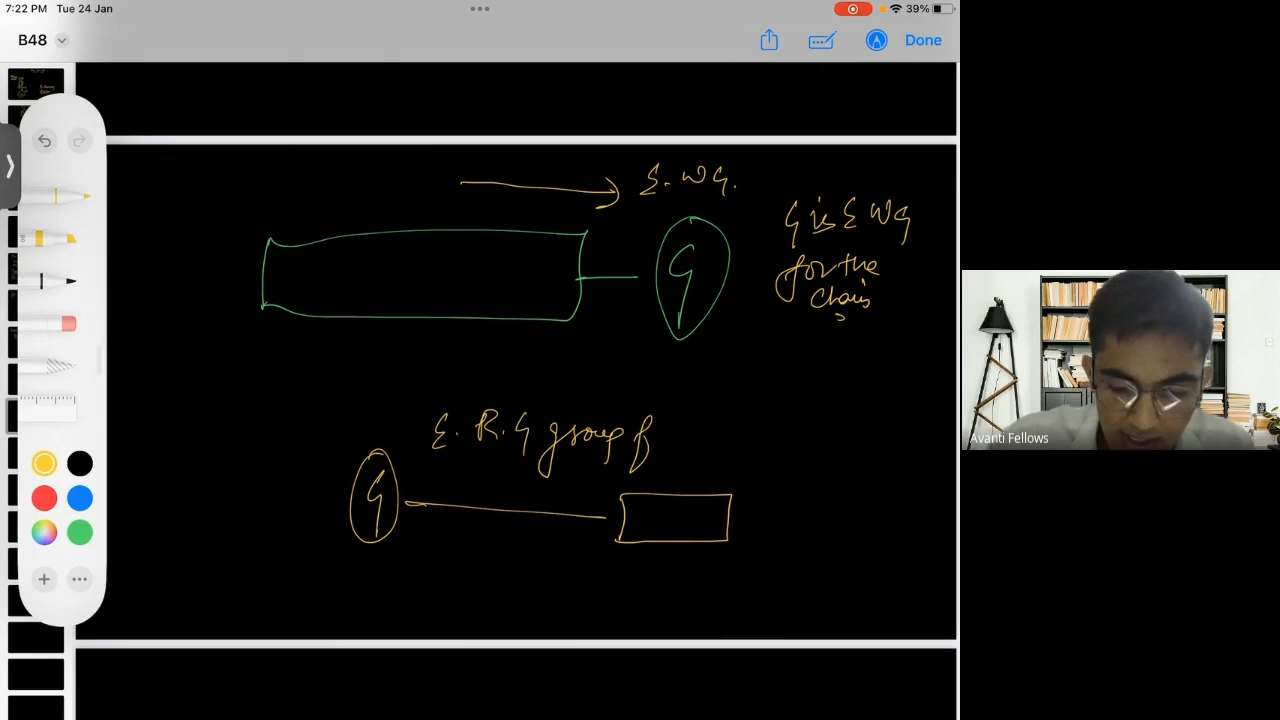 7:22 PM Tue 24 Jan
39%
B48
Done
E. W G.
G is E W G
for the
chain
G
E. R. G group of
G
Avanti Fellows